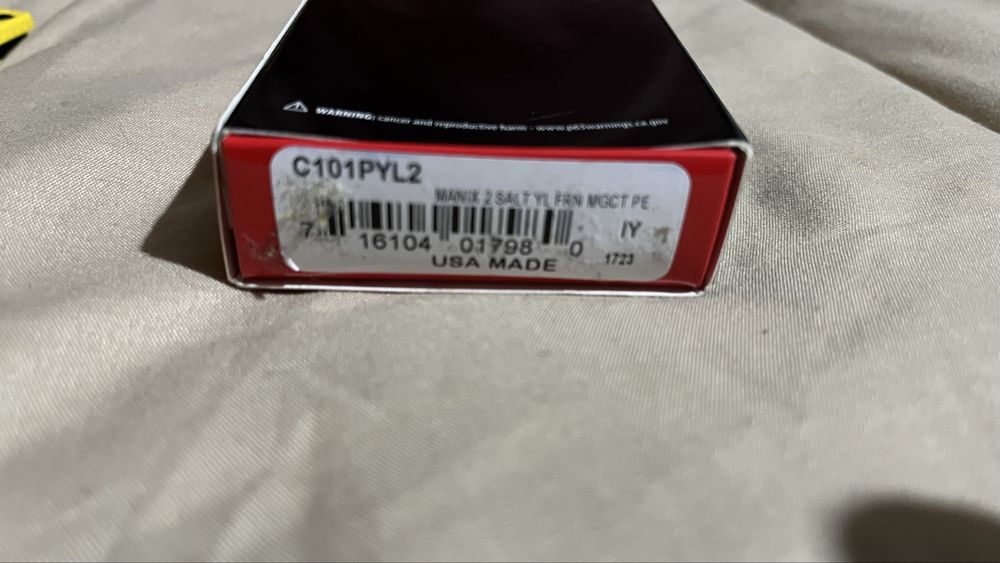 WARNING: cancer and reproductive harm - www.p65warnings.ca.gov
C101PYL2
MANIX 2 SALT YL FRN MGCT PE
7 16104 01798 0
IY
1723
USA MADE